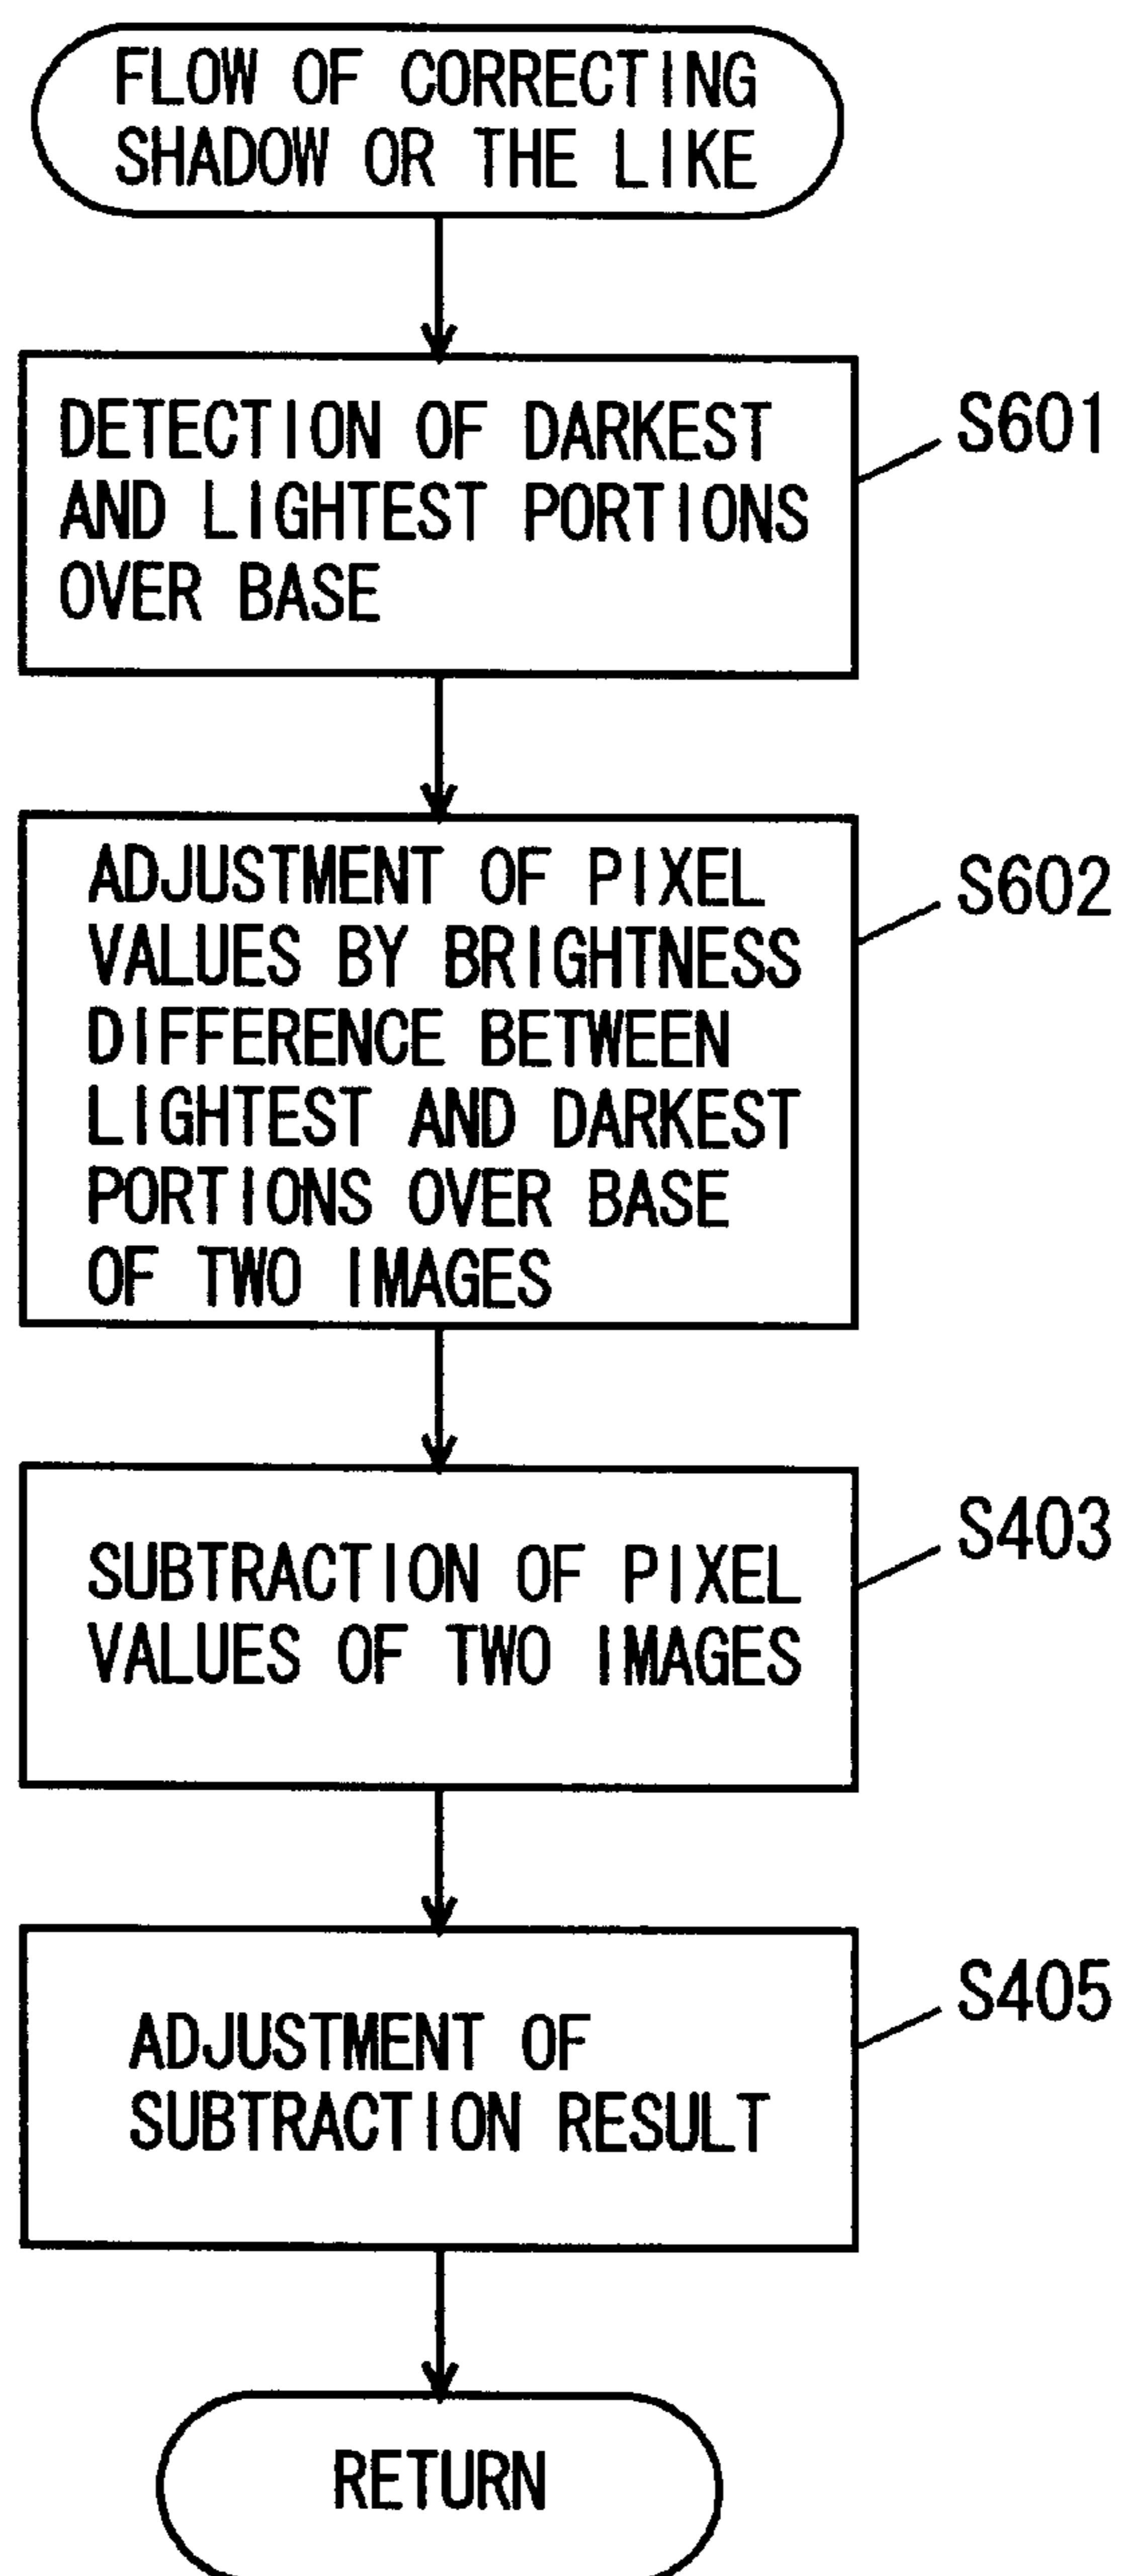 FLOW OF CORRECTING
SHADOW OR THE LIKE
DETECTION OF DARKEST
AND LIGHTEST PORTIONS
OVER BASE
S601
ADJUSTMENT OF PIXEL
VALUES BY BRIGHTNESS
DIFFERENCE BETWEEN
LIGHTEST AND DARKEST
PORTIONS OVER BASE
OF TWO IMAGES
S602
SUBTRACTION OF PIXEL
VALUES OF TWO IMAGES
S403
ADJUSTMENT OF
SUBTRACTION RESULT
S405
RETURN